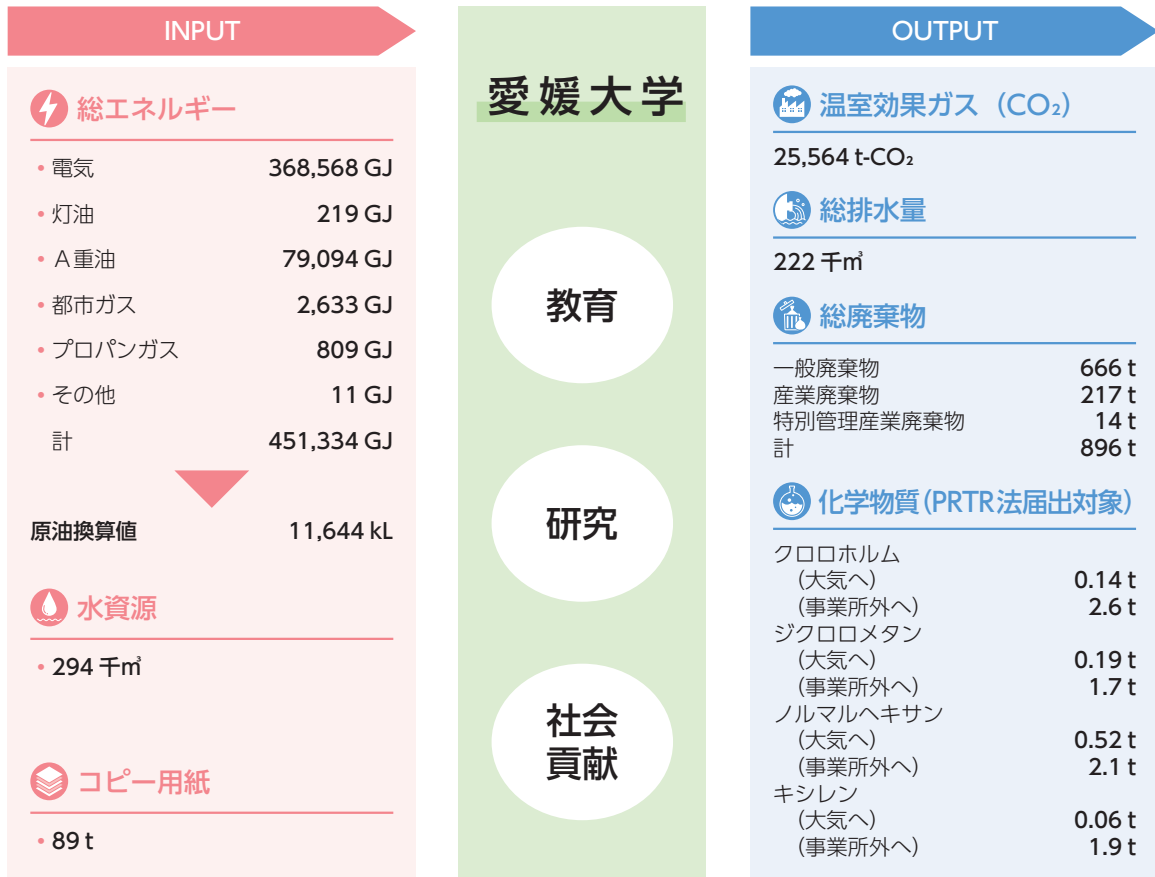 INPUT
総エネルギー
・電気 368,568 GJ
・灯油 219 GJ
・A重油 79,094 GJ
・都市ガス 2,633 GJ
・プロパンガス 809 GJ
・その他 11 GJ
計 451,334 GJ
原油換算値 11,644 kL
水資源
・294 千㎥
コピー用紙
・89 t
愛媛大学
教育
研究
社会
貢献
OUTPUT
温室効果ガス（CO₂）
25,564 t-CO₂
総排水量
222 千㎥
総廃棄物
一般廃棄物 666 t
産業廃棄物 217 t
特別管理産業廃棄物 14 t
計 896 t
化学物質（PRTR法届出対象）
クロロホルム
（大気へ） 0.14 t
（事業所外へ） 2.6 t
ジクロロメタン
（大気へ） 0.19 t
（事業所外へ） 1.7 t
ノルマルヘキサン
（大気へ） 0.52 t
（事業所外へ） 2.1 t
キシレン
（大気へ） 0.06 t
（事業所外へ） 1.9 t